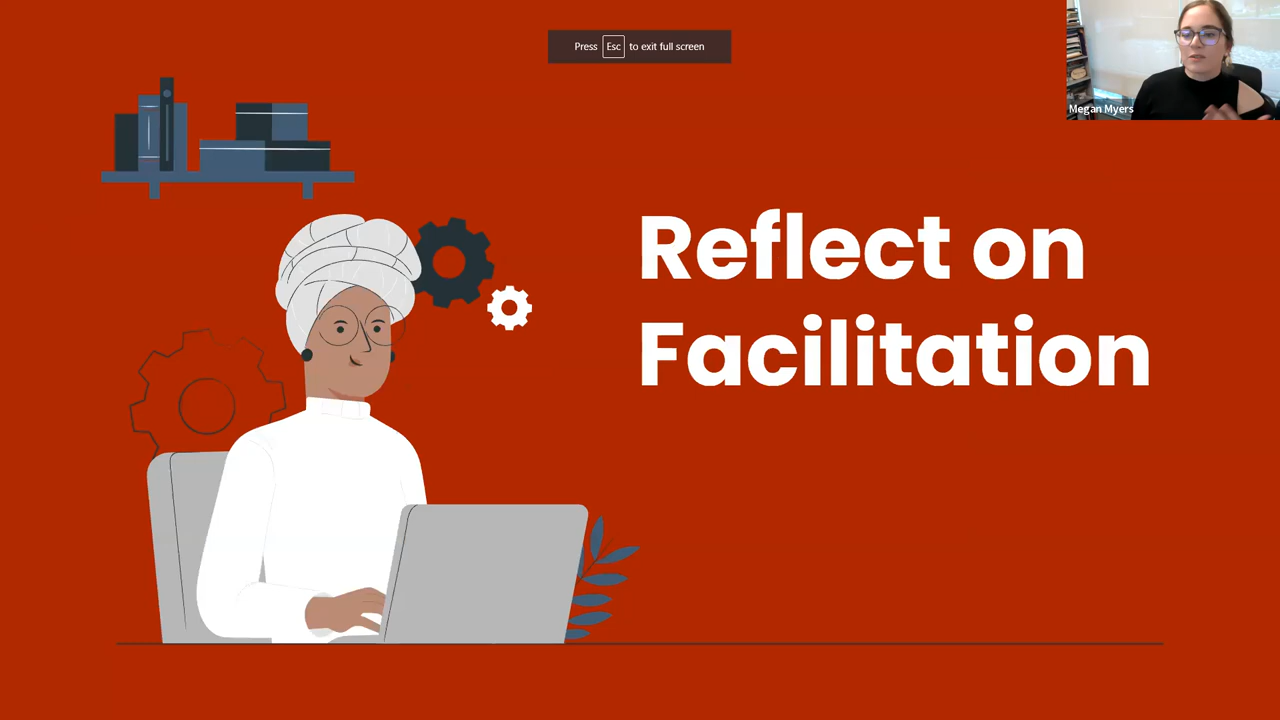 Press Esc to exit full screen
Megan Myers
Reflect on
Facilitation